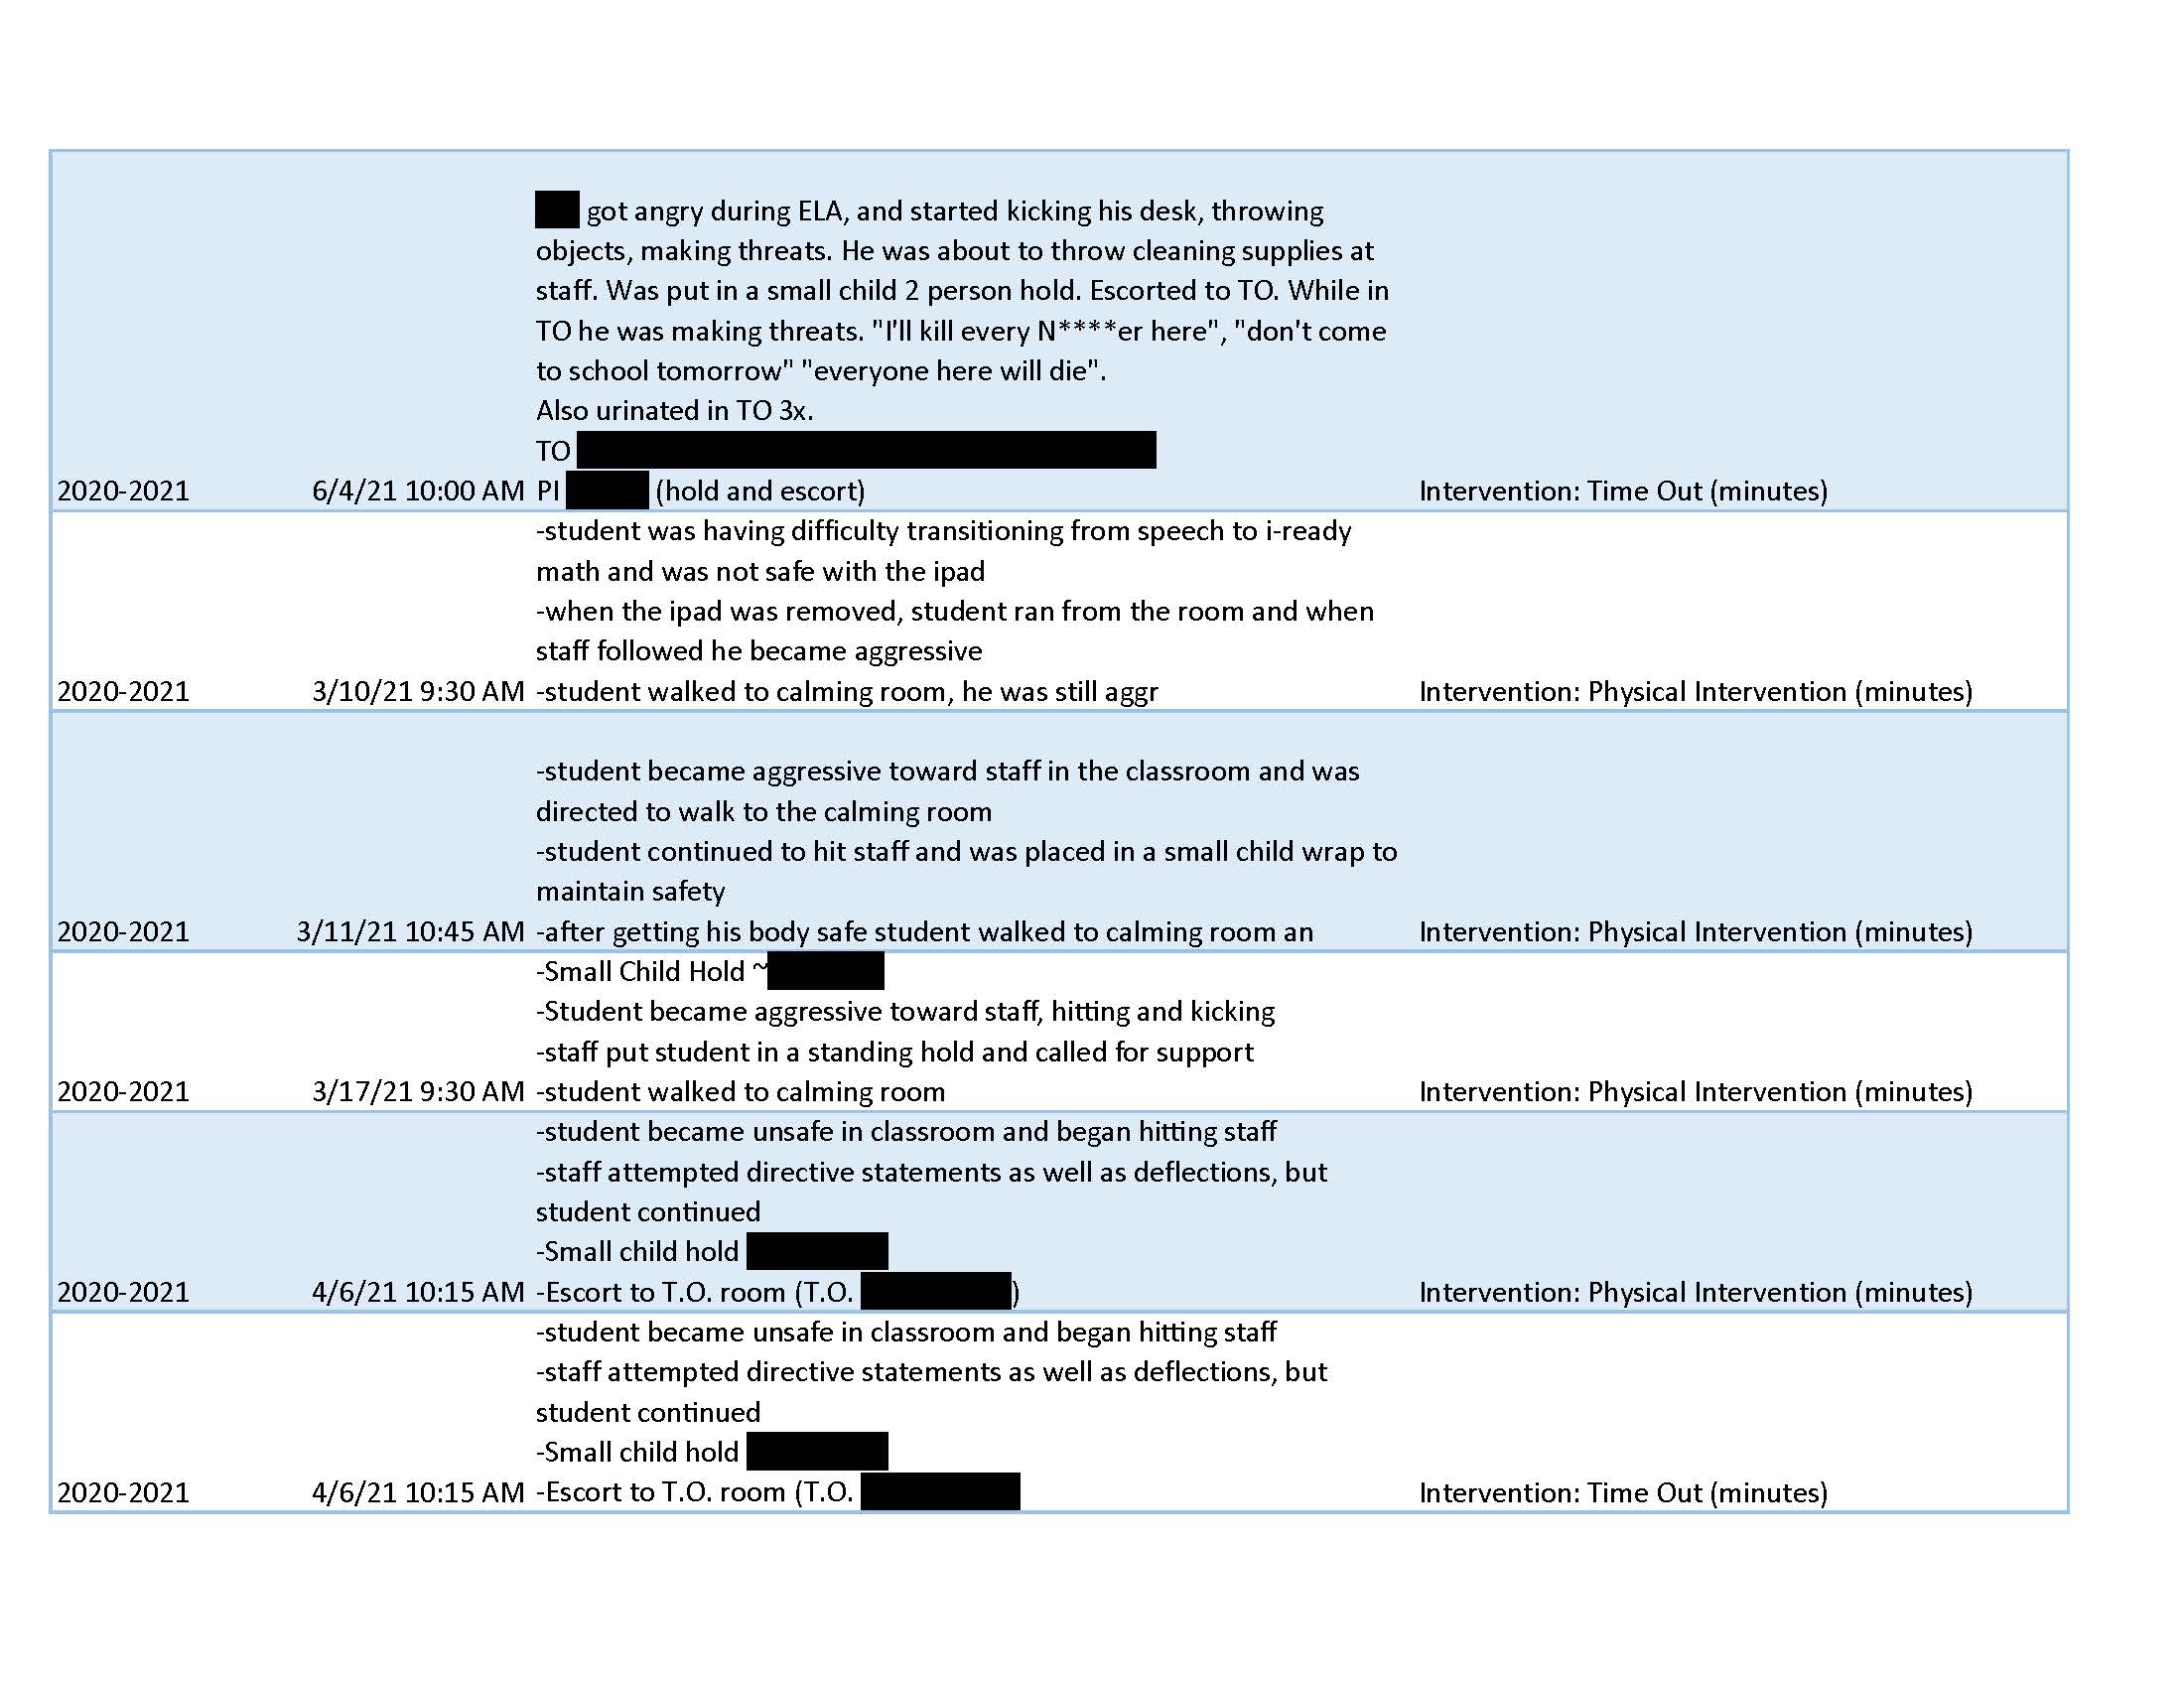 got angry during ELA, and started kicking his desk, throwing
objects, making threats. He was about to throw cleaning supplies at
staff. Was put in a small child 2 person hold. Escorted to TO. While in
TO he was making threats. "I'll kill every N****er here", "don't come
to school tomorrow" "everyone here will die".
Also urinated in TO 3x.
TO
2020-2021 6/4/21 10:00 AM PI (hold and escort) Intervention: Time Out (minutes)
-student was having difficulty transitioning from speech to i-ready
math and was not safe with the ipad
-when the ipad was removed, student ran from the room and when
staff followed he became aggressive
2020-2021 3/10/21 9:30 AM -student walked to calming room, he was still aggr Intervention: Physical Intervention (minutes)
-student became aggressive toward staff in the classroom and was
directed to walk to the calming room
-student continued to hit staff and was placed in a small child wrap to
maintain safety
2020-2021 3/11/21 10:45 AM -after getting his body safe student walked to calming room an Intervention: Physical Intervention (minutes)
-Small Child Hold ~
-Student became aggressive toward staff, hitting and kicking
-staff put student in a standing hold and called for support
2020-2021 3/17/21 9:30 AM -student walked to calming room Intervention: Physical Intervention (minutes)
-student became unsafe in classroom and began hitting staff
-staff attempted directive statements as well as deflections, but
student continued
-Small child hold
2020-2021 4/6/21 10:15 AM -Escort to T.O. room (T.O. ) Intervention: Physical Intervention (minutes)
-student became unsafe in classroom and began hitting staff
-staff attempted directive statements as well as deflections, but
student continued
-Small child hold
2020-2021 4/6/21 10:15 AM -Escort to T.O. room (T.O. Intervention: Time Out (minutes)